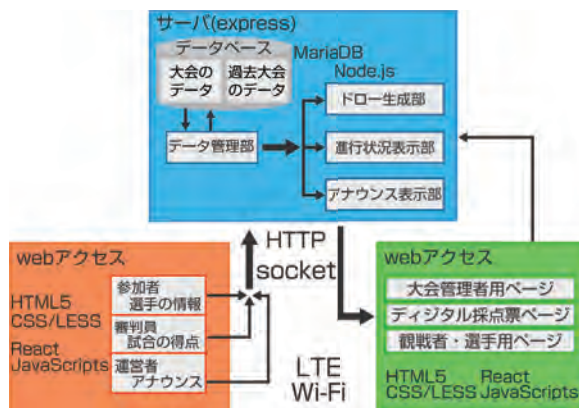 サーバ(express)
データベース
大会の
データ
過去大会
のデータ
MariaDB
Node.js
データ管理部
ドロー生成部
進行状況表示部
アナウンス表示部
HTTP
socket
webアクセス
HTML5
CSS/LESS
React
JavaScripts
参加者
選手の情報
審判員
試合の得点
運営者
アナウンス
LTE
Wi-Fi
webアクセス
大会管理者用ページ
ディジタル採点票ページ
観戦者・選手用ページ
HTML5 React
CSS/LESS JavaScripts